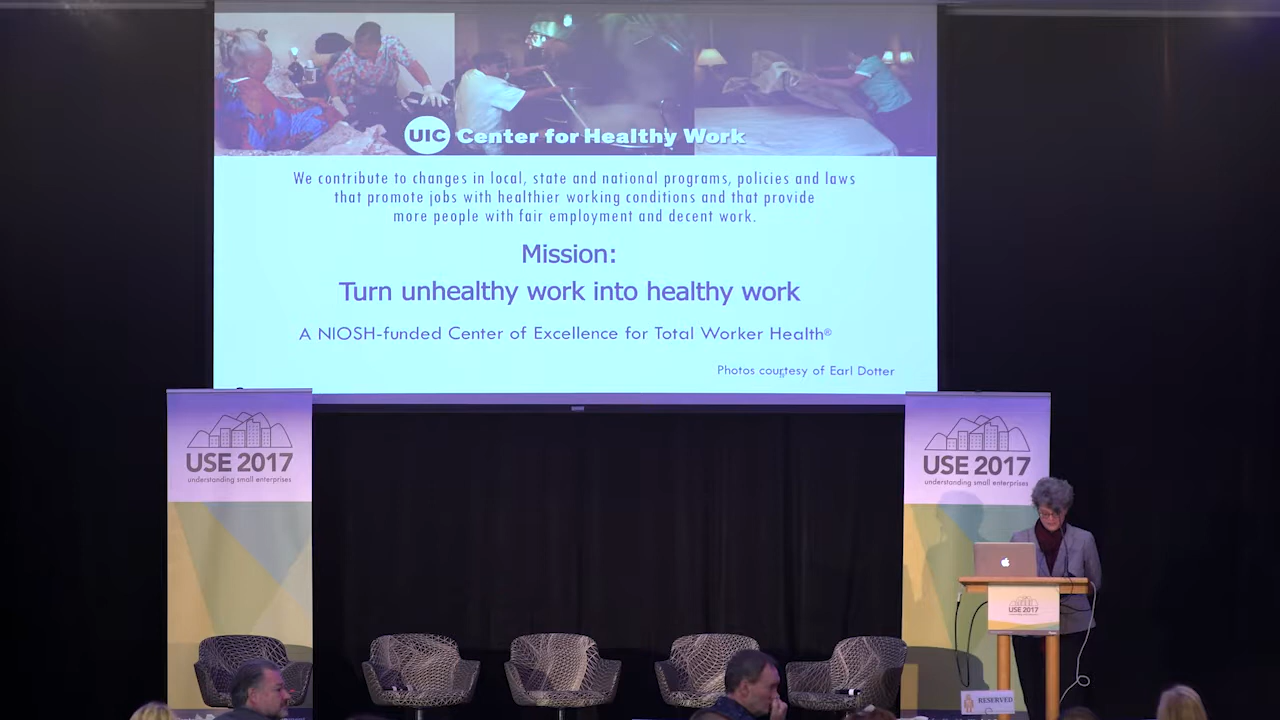 UIC Center for Healthy Work
We contribute to changes in local, state and national programs, policies and laws
that promote jobs with healthier working conditions and that provide
more people with fair employment and decent work.
Mission:
Turn unhealthy work into healthy work
A NIOSH-funded Center of Excellence for Total Worker Health®
Photos courtesy of Earl Dotter
USE 2017
understanding small enterprises
USE 2017
understanding small enterprises
USE 2017
RESERVED